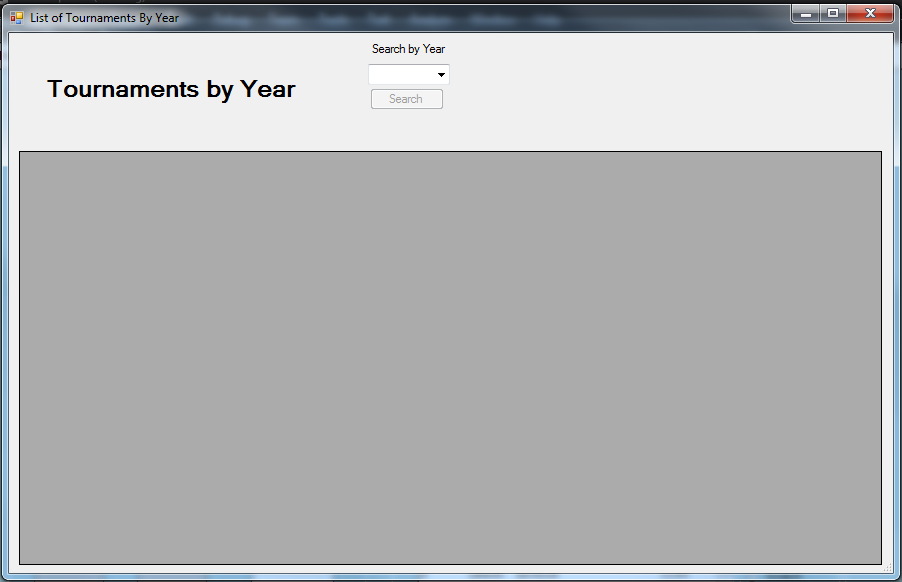 List of Tournaments By Year
Search by Year
Tournaments by Year
Search